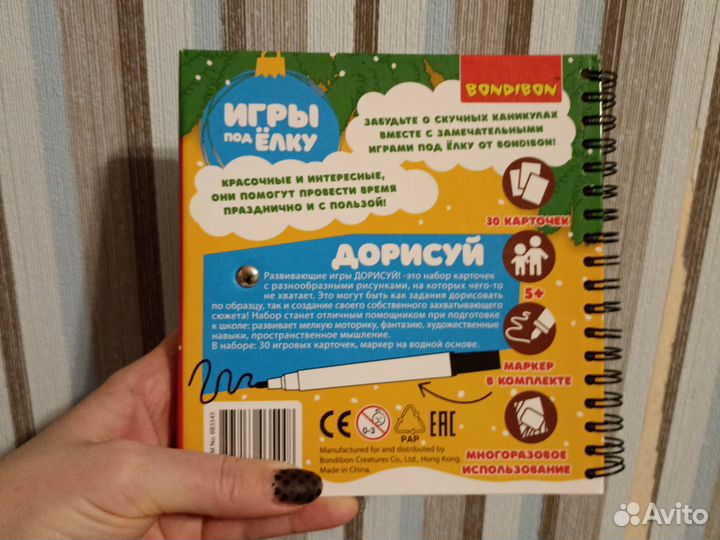 BONDIBON
ИГРЫ
ПОД ЁЛКУ
ЗАБУДЬТЕ О СКУЧНЫХ КАНИКУЛАХ
ВМЕСТЕ С ЗАМЕЧАТЕЛЬНЫМИ
ИГРАМИ ПОД ЁЛКУ ОТ BONDIBON!
КРАСОЧНЫЕ И ИНТЕРЕСНЫЕ,
ОНИ ПОМОГУТ ПРОВЕСТИ ВРЕМЯ
ПРАЗДНИЧНО И С ПОЛЬЗОЙ!
30 КАРТОЧЕК
ДОРИСУЙ
Развивающие игры ДОРИСУЙ! -это набор карточек
с разнообразными рисунками, на которых чего-то
не хватает. Это могут быть как задания дорисовать
по образцу, так и создание своего собственного захватывающего
сюжета! Набор станет отличным помощником при подготовке
к школе: развивает мелкую моторику, фантазию, художественные
навыки, пространственное мышление.
В наборе: 30 игровых карточек, маркер на водной основе.
5+
МАРКЕР
В КОМПЛЕКТЕ
CE
0-3
PAP
EAC
M No. BB3545
Manufactured for and distributed by
Bondibon Creatures Co., Ltd., Hong Kong.
Made in China.
МНОГОРАЗОВОЕ
ИСПОЛЬЗОВАНИЕ
Avito